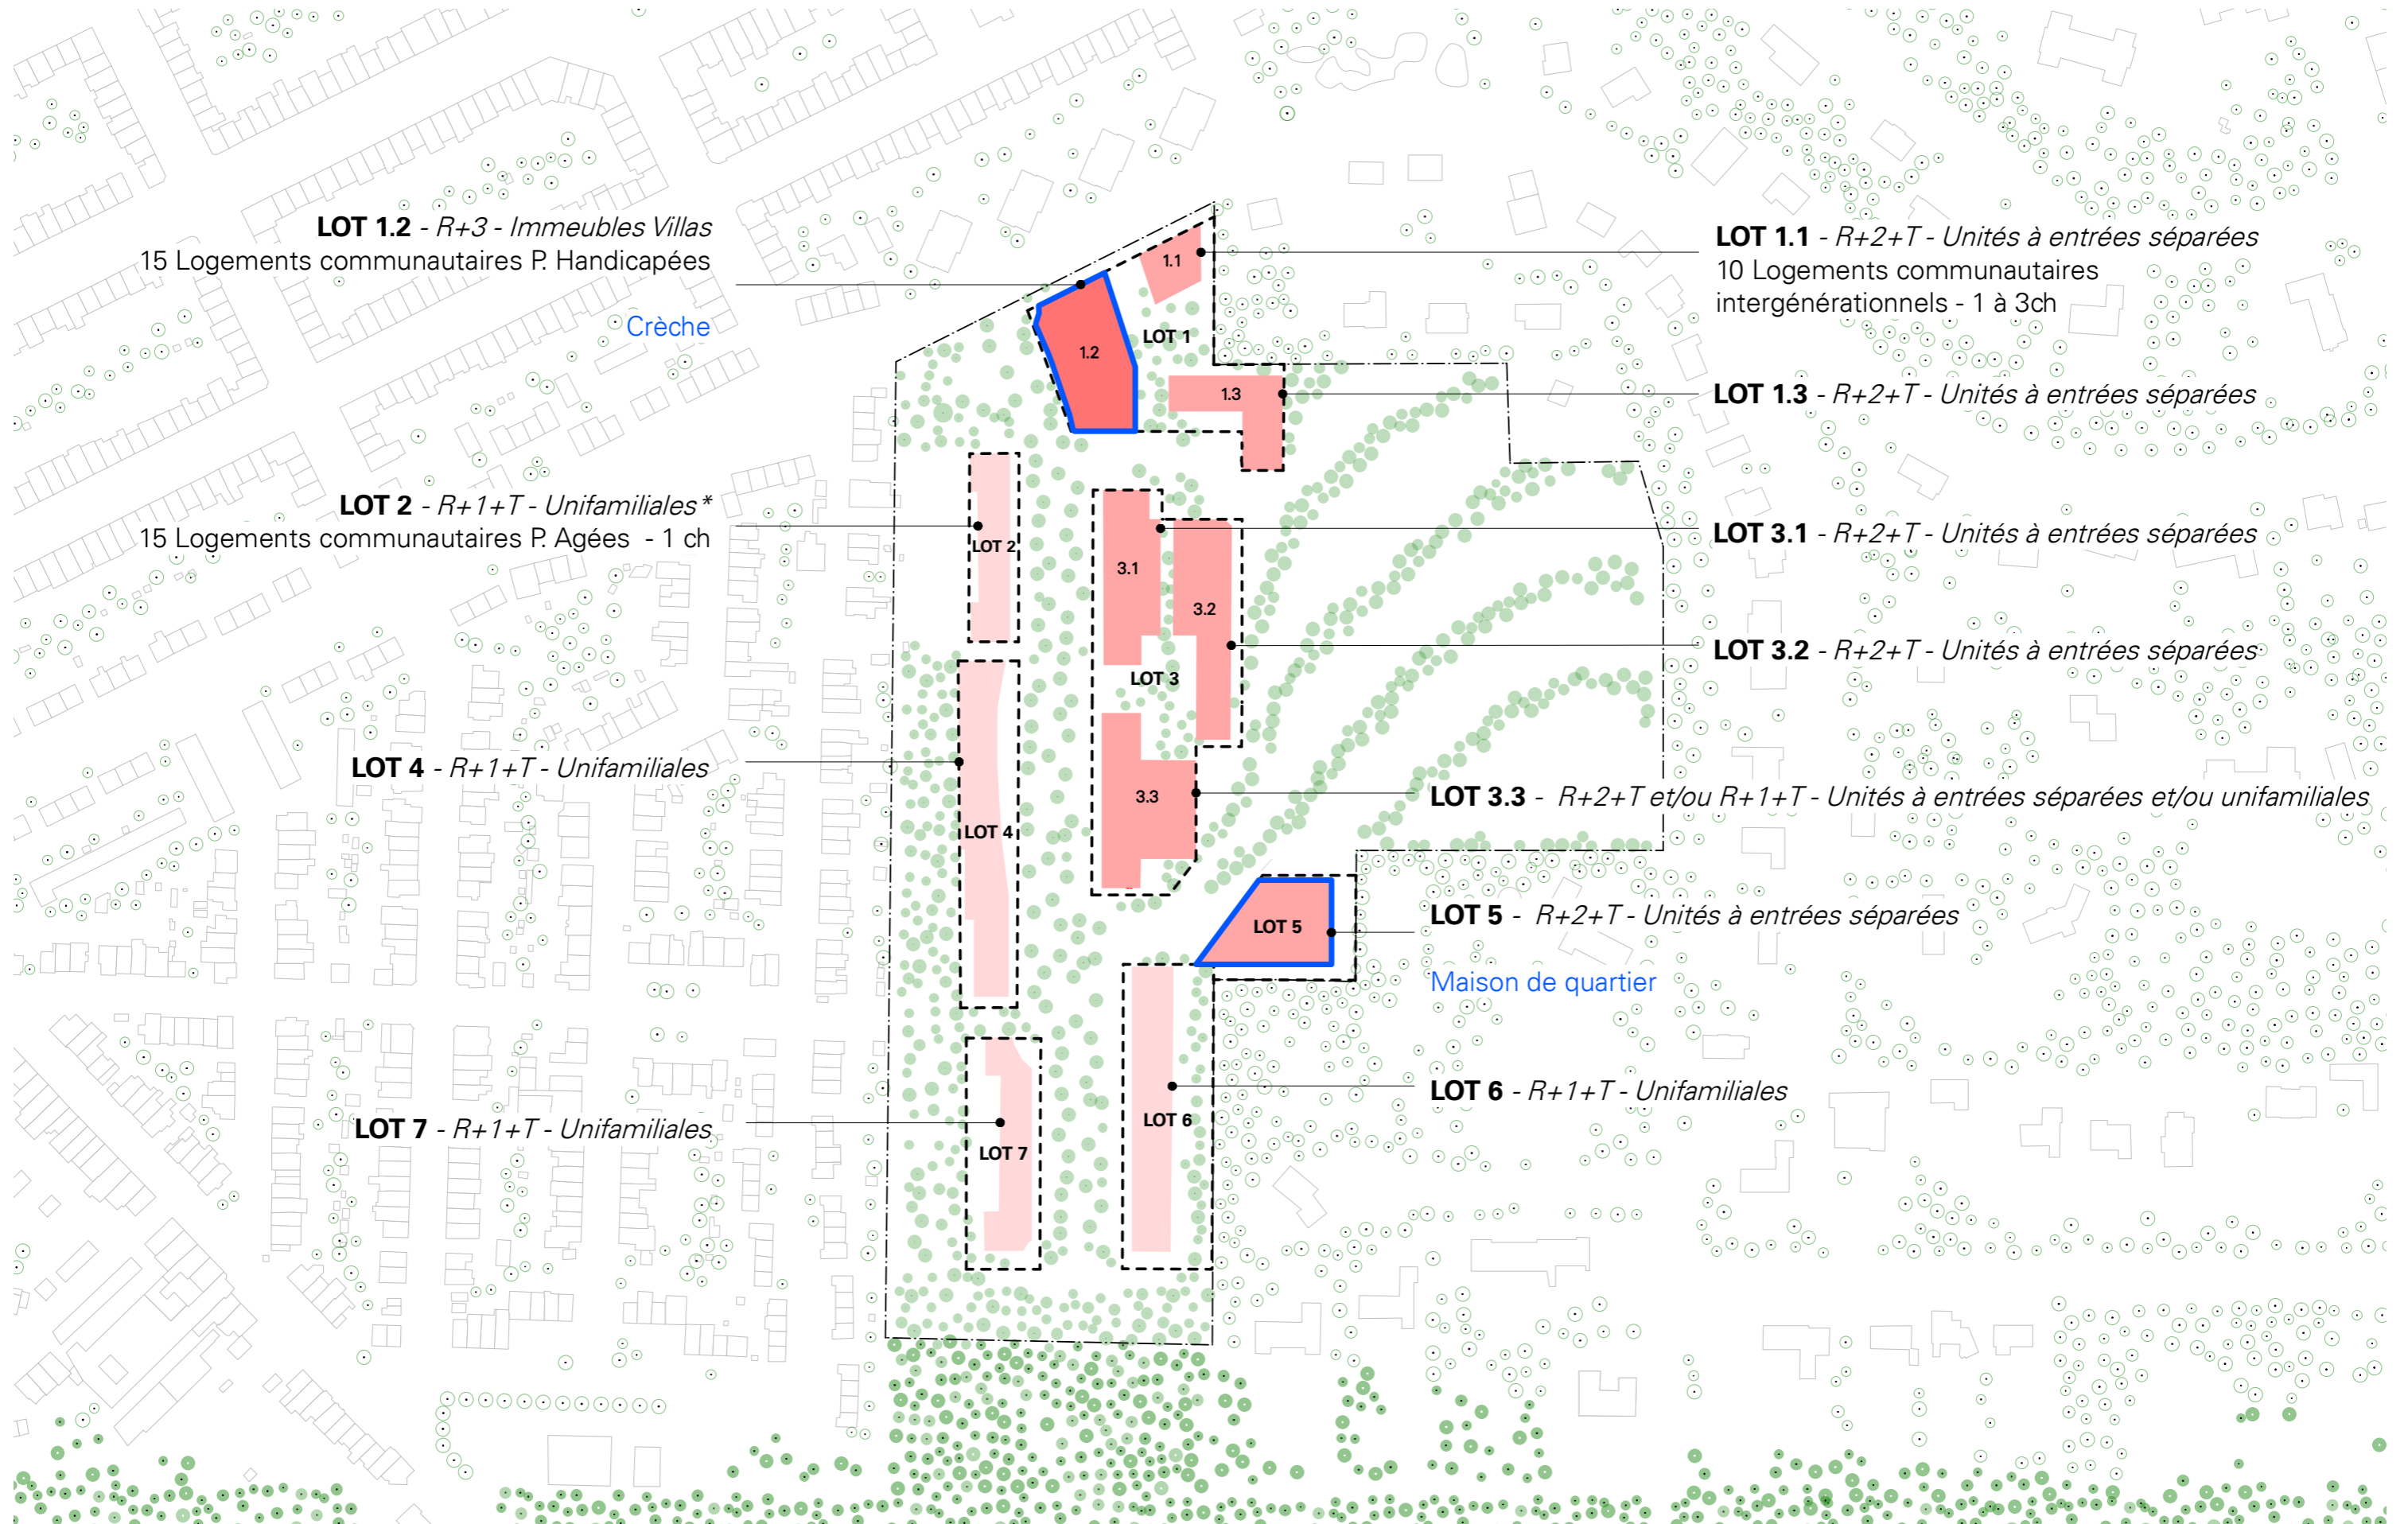 LOT 1.2 - R+3 - Immeubles Villas
15 Logements communautaires P. Handicapées
Crèche
LOT 2 - R+1+T - Unifamiliales*
15 Logements communautaires P. Agées - 1 ch
LOT 4 - R+1+T - Unifamiliales
LOT 7 - R+1+T - Unifamiliales
1.1
LOT 1
1.2
1.3
LOT 2
3.1
3.2
LOT 3
3.3
LOT 4
LOT 5
LOT 6
LOT 7
LOT 1.1 - R+2+T - Unités à entrées séparées
10 Logements communautaires
intergénérationnels - 1 à 3ch
LOT 1.3 - R+2+T - Unités à entrées séparées
LOT 3.1 - R+2+T - Unités à entrées séparées
LOT 3.2 - R+2+T - Unités à entrées séparées
LOT 3.3 - R+2+T et/ou R+1+T - Unités à entrées séparées et/ou unifamiliales
LOT 5 - R+2+T - Unités à entrées séparées
Maison de quartier
LOT 6 - R+1+T - Unifamiliales